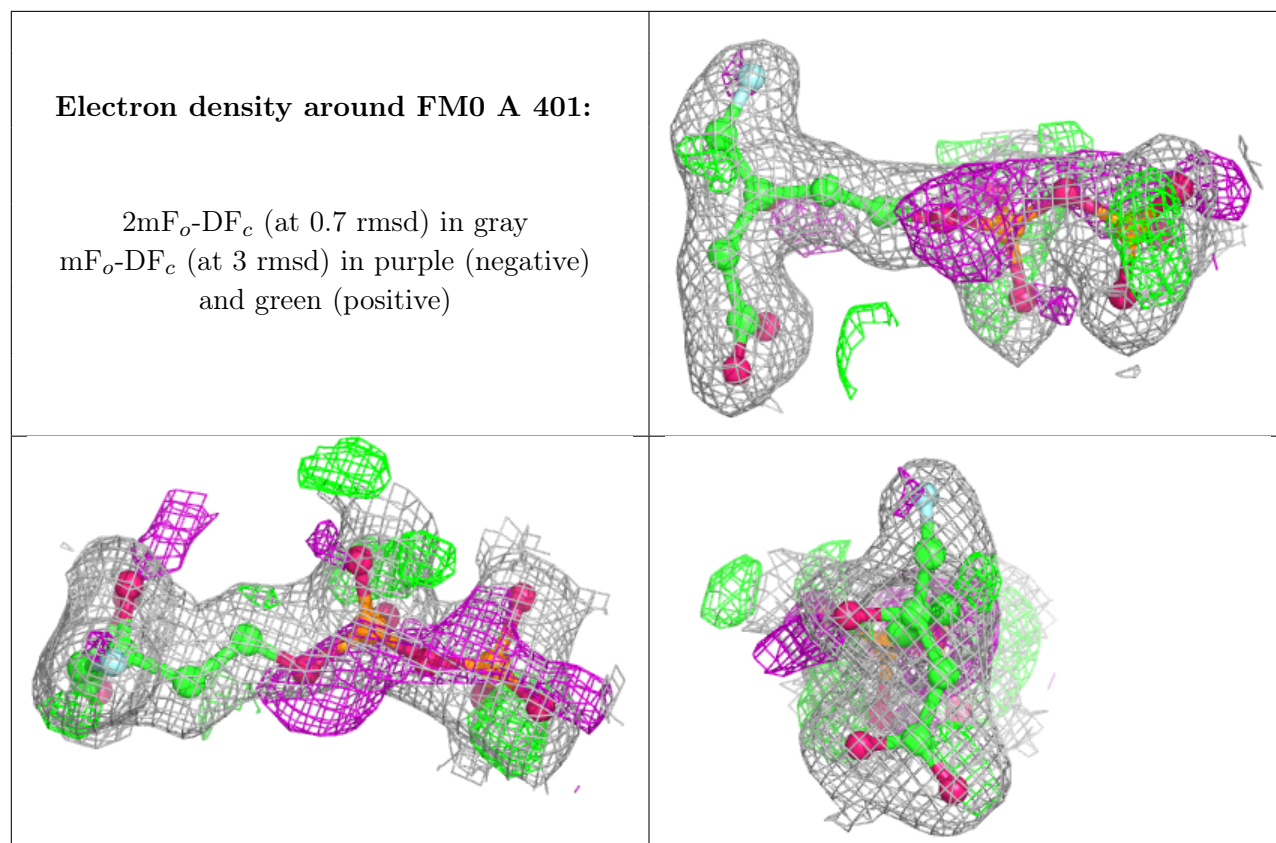 Electron density around FM0 A 401:
2mFₒ-DF𝒸 (at 0.7 rmsd) in gray
mFₒ-DF𝒸 (at 3 rmsd) in purple (negative)
and green (positive)